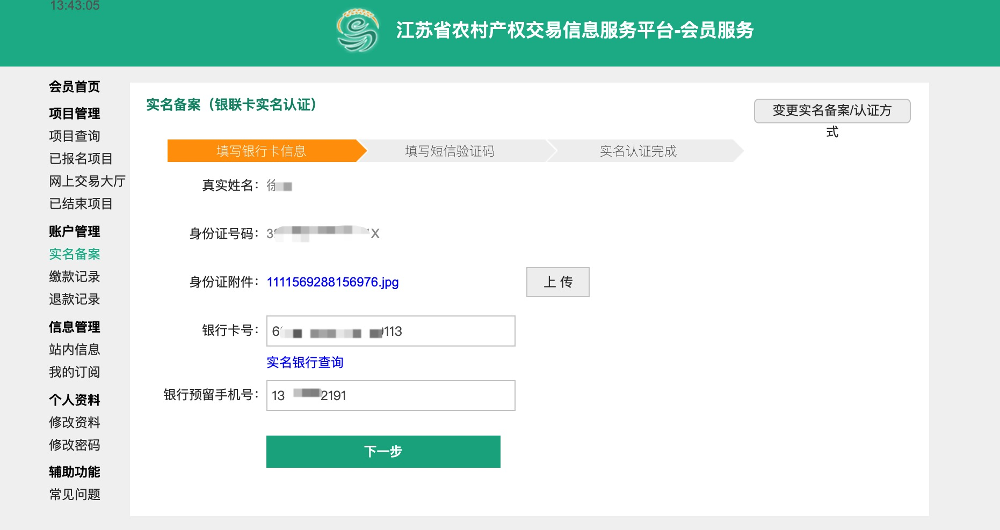 13:43:05
江苏省农村产权交易信息服务平台-会员服务
会员首页
项目管理
项目查询
已报名项目
网上交易大厅
已结束项目
账户管理
实名备案
缴款记录
退款记录
信息管理
站内信息
我的订阅
个人资料
修改资料
修改密码
辅助功能
常见问题
实名备案（银联卡实名认证）
变更实名备案/认证方
式
填写银行卡信息
填写短信验证码
实名认证完成
真实姓名：徐
身份证号码：3 X
身份证附件：1111569288156976.jpg
上 传
银行卡号：6 113
实名银行查询
银行预留手机号：13 2191
下一步